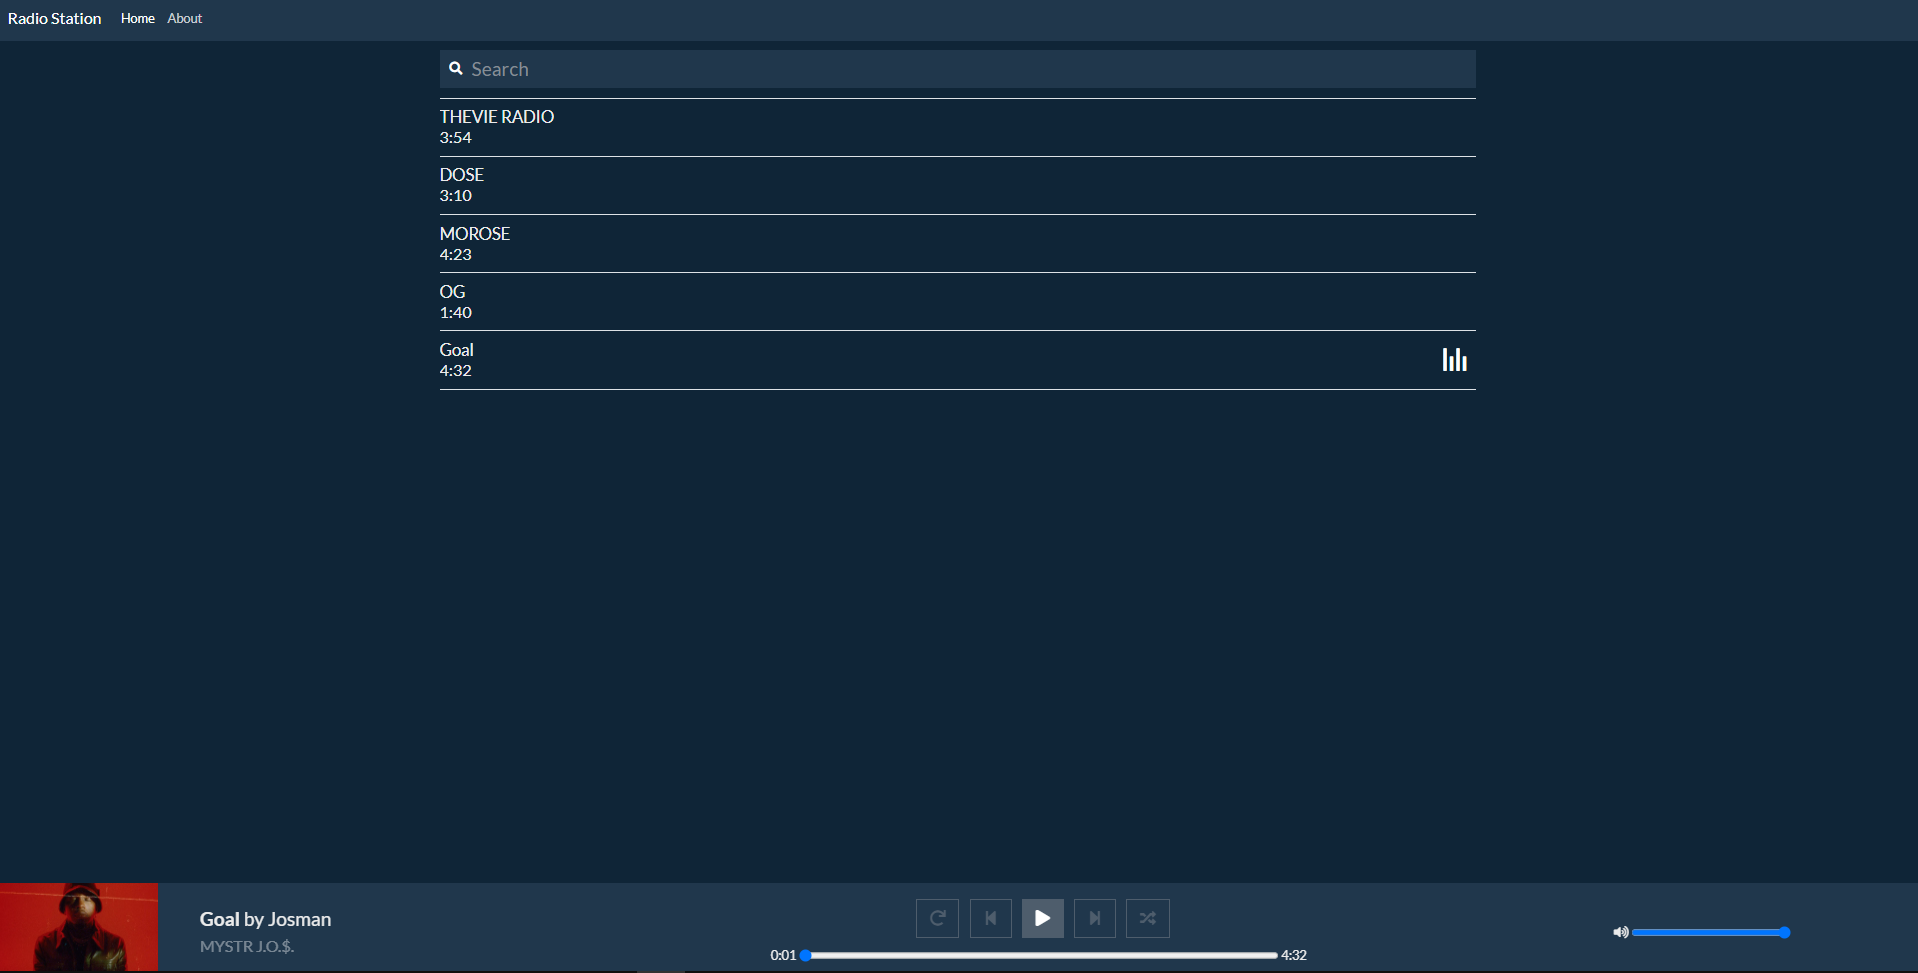 Radio Station Home About
Search
THEVIE RADIO
3:54
DOSE
3:10
MOROSE
4:23
OG
1:40
Goal
4:32
Goal by Josman
MYSTR J.O.$.
0:01 4:32